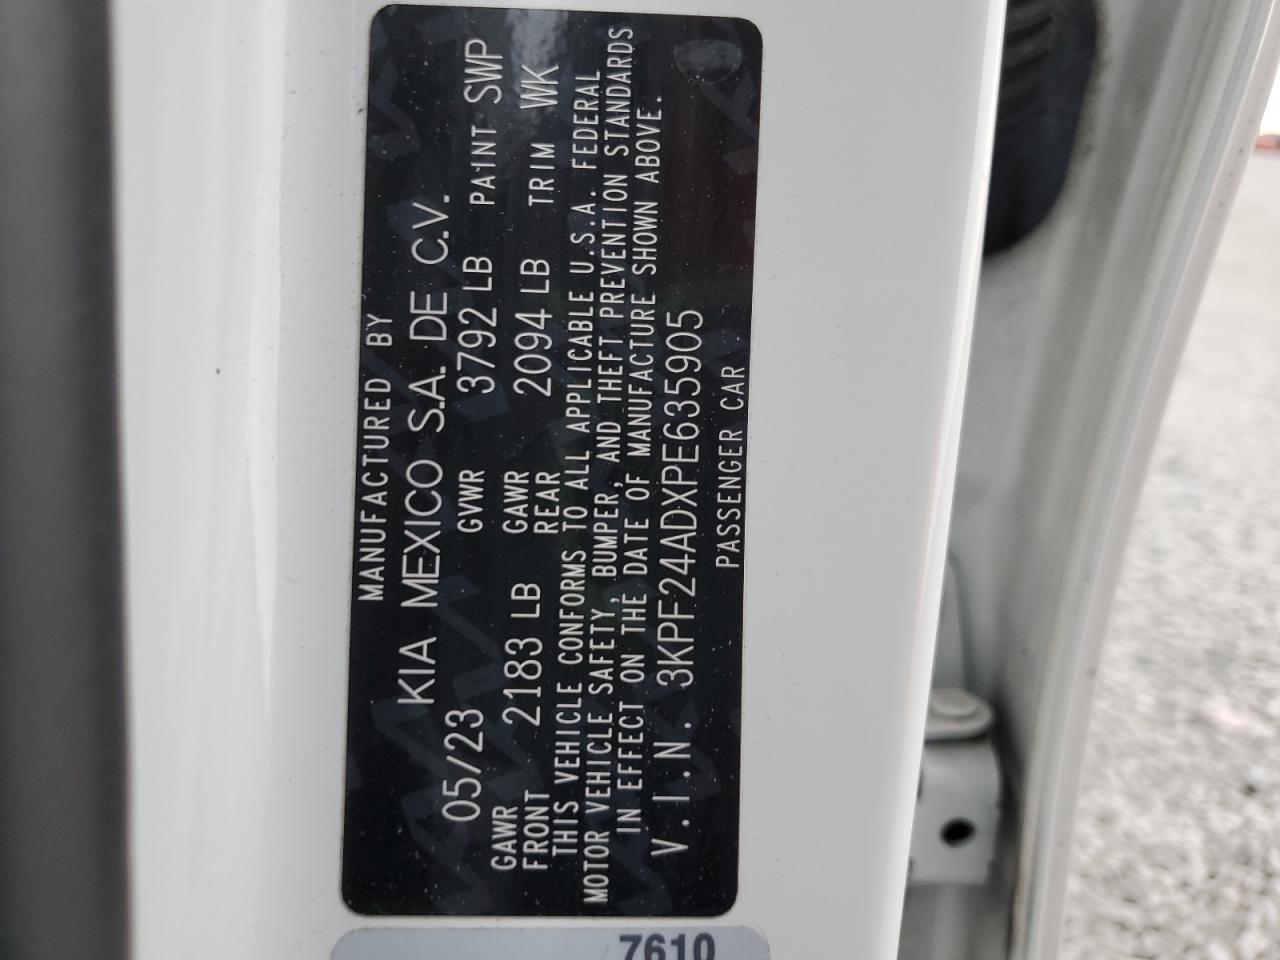 MANUFACTURED BY
KIA MEXICO S.A. DE C.V.
05/23 GVWR 3792 LB PAINT SWP
GAWR FRONT 2183 LB GAWR REAR 2094 LB TRIM WK
THIS VEHICLE CONFORMS TO ALL APPLICABLE U.S.A. FEDERAL
MOTOR VEHICLE SAFETY, BUMPER, AND THEFT PREVENTION STANDARDS
IN EFFECT ON THE DATE OF MANUFACTURE SHOWN ABOVE.
V.I.N. 3KPF24ADXPE635905
PASSENGER CAR
7610